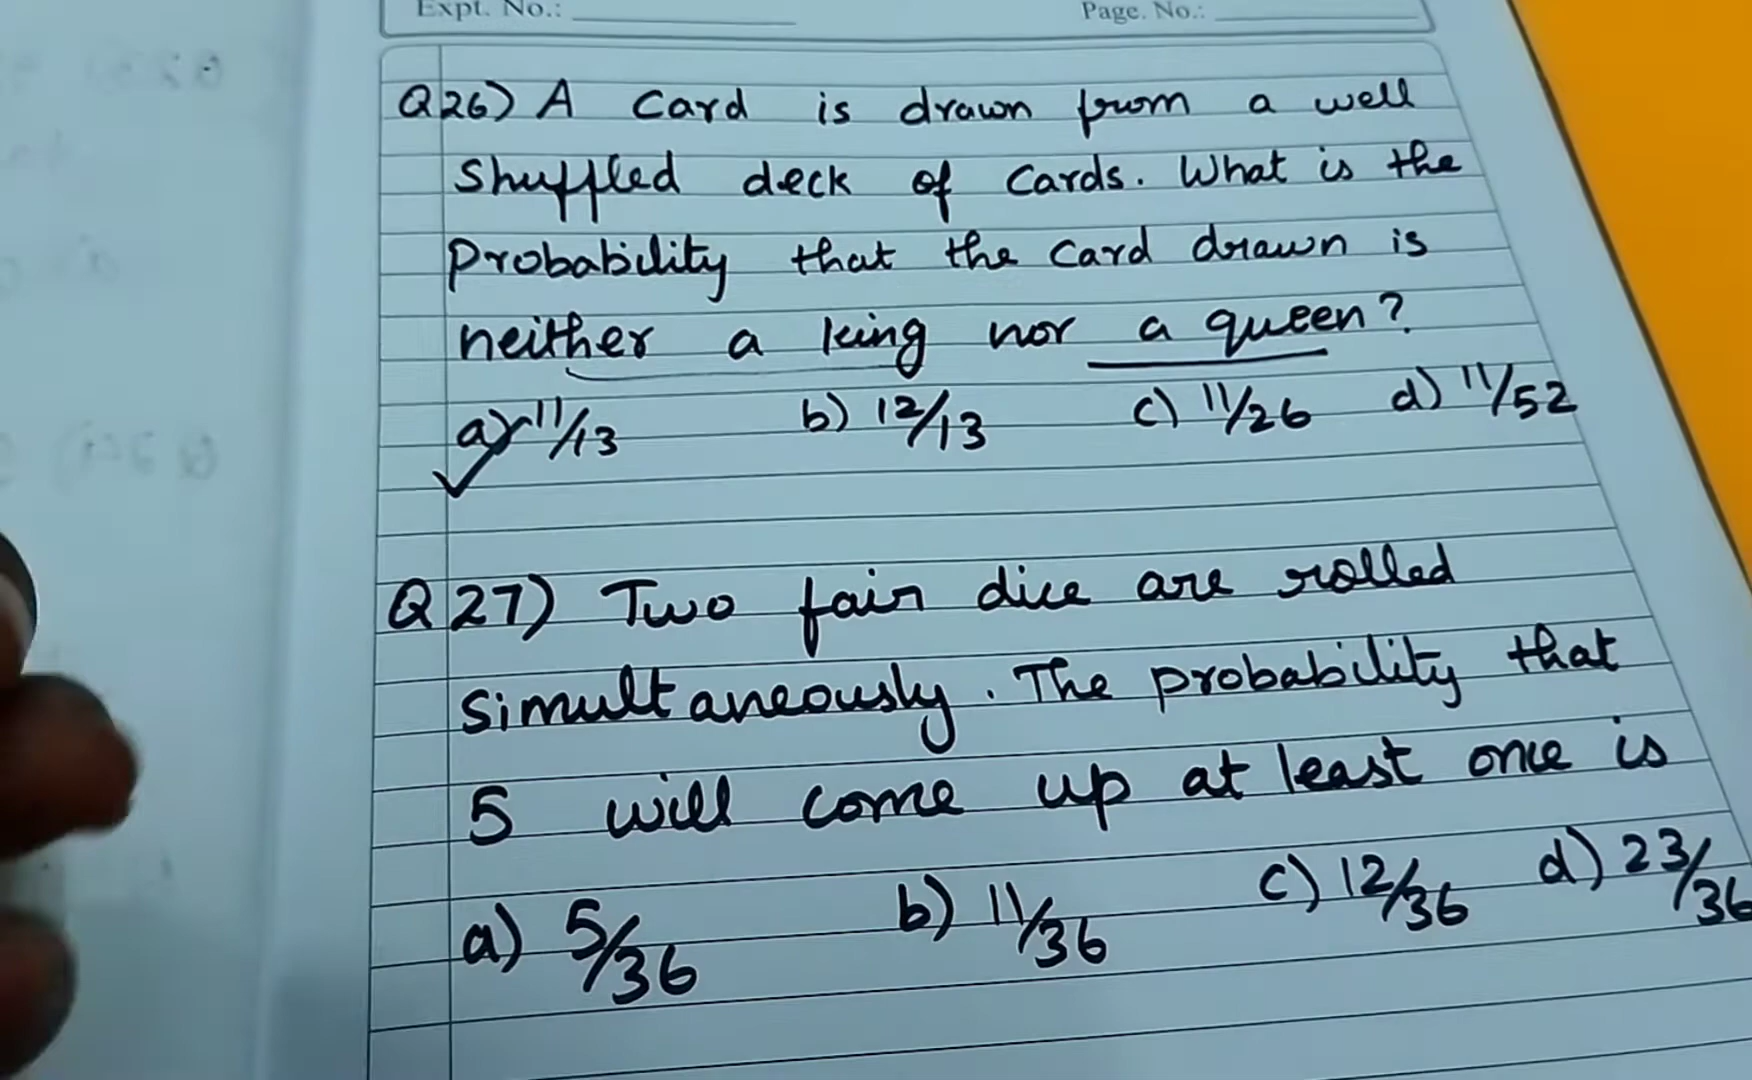 Expt. No.: Page. No.:
Q26) A card is drawn from a well
shuffled deck of cards. What is the
probability that the card drawn is
neither a king nor a queen?
a) 11/13 b) 12/13 c) 11/26 d) 11/52
Q27) Two fair dice are rolled
simultaneously. The probability that
5 will come up at least once is
a) 5/36 b) 11/36 c) 12/36 d) 23/36